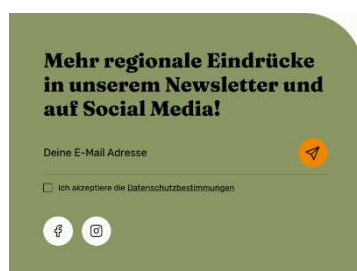 Mehr regionale Eindrücke
in unserem Newsletter und
auf Social Media!
Deine E-Mail Adresse
Ich akzeptiere die Datenschutzbestimmungen